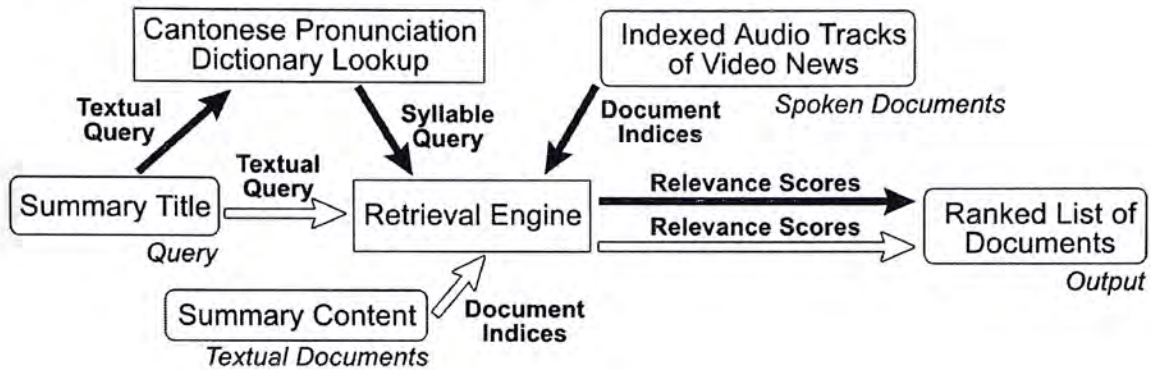 Cantonese Pronunciation
Dictionary Lookup
Indexed Audio Tracks
of Video News
Spoken Documents
Textual
Query
Syllable
Query
Document
Indices
Textual
Query
Summary Title
Query
Retrieval Engine
Relevance Scores
Relevance Scores
Ranked List of
Documents
Output
Summary Content
Textual Documents
Document
Indices